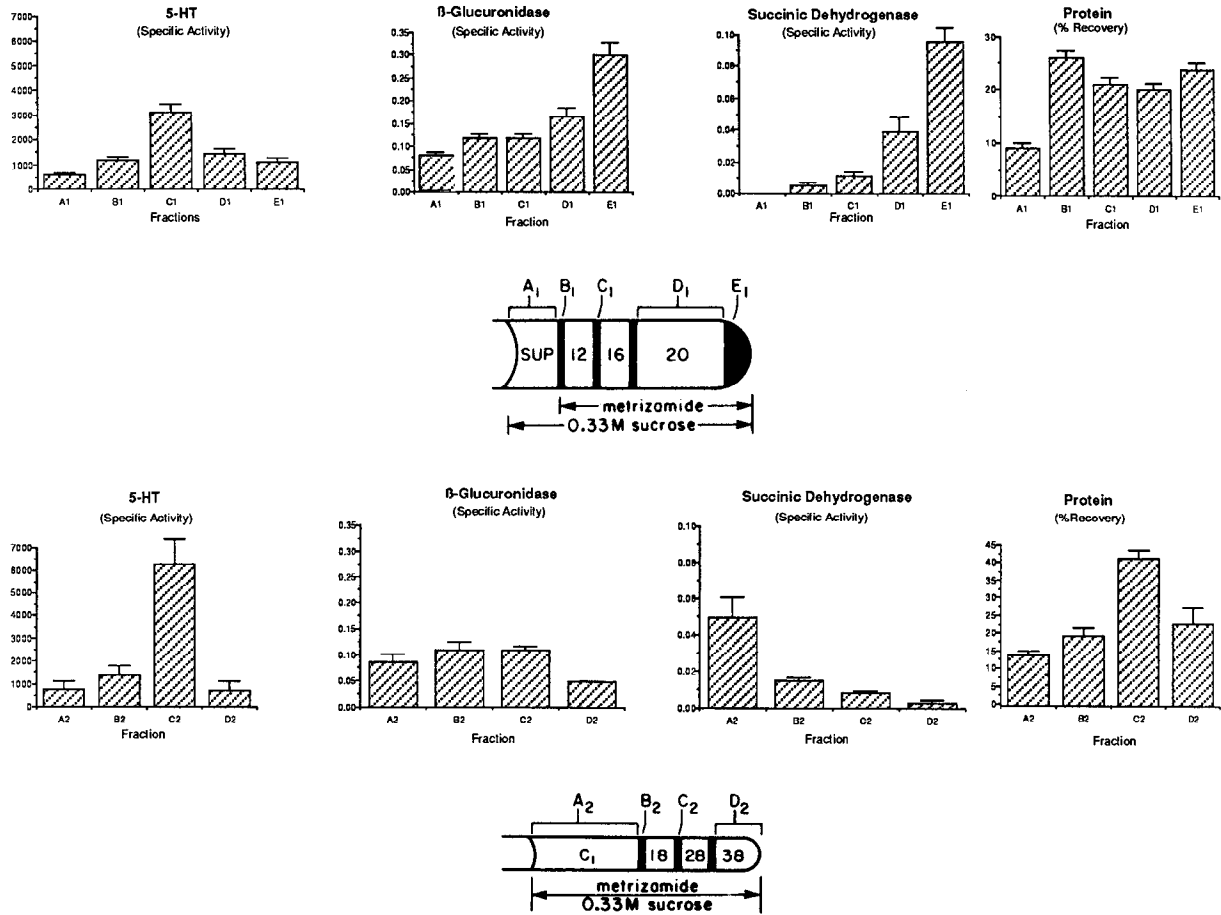 5-HT
(Specific Activity)
7000
6000
5000
4000
3000
2000
1000
0
A1 B1 C1 D1 E1
Fractions
ß-Glucuronidase
(Specific Activity)
0.35
0.30
0.25
0.20
0.15
0.10
0.05
0.00
A1 B1 C1 D1 E1
Fraction
Succinic Dehydrogenase
(Specific Activity)
0.10
0.08
0.06
0.04
0.02
0.00
A1 B1 C1 D1 E1
Fraction
Protein
(% Recovery)
30
20
10
0
A1 B1 C1 D1 E1
Fraction
A1 B1 C1 D1 E1
SUP 12 16 20
metrizamide
0.33M sucrose
5-HT
(Specific Activity)
7000
6000
5000
4000
3000
2000
1000
0
A2 B2 C2 D2
Fraction
ß-Glucuronidase
(Specific Activity)
0.35
0.30
0.25
0.20
0.15
0.10
0.05
0.00
A2 B2 C2 D2
Fraction
Succinic Dehydrogenase
(Specific Activity)
0.10
0.08
0.06
0.04
0.02
0.00
A2 B2 C2 D2
Fraction
Protein
(%Recovery)
45
40
35
30
25
20
15
10
5
0
A2 B2 C2 D2
Fraction
A2 B2 C2 D2
C1 18 28 38
metrizamide
0.33M sucrose